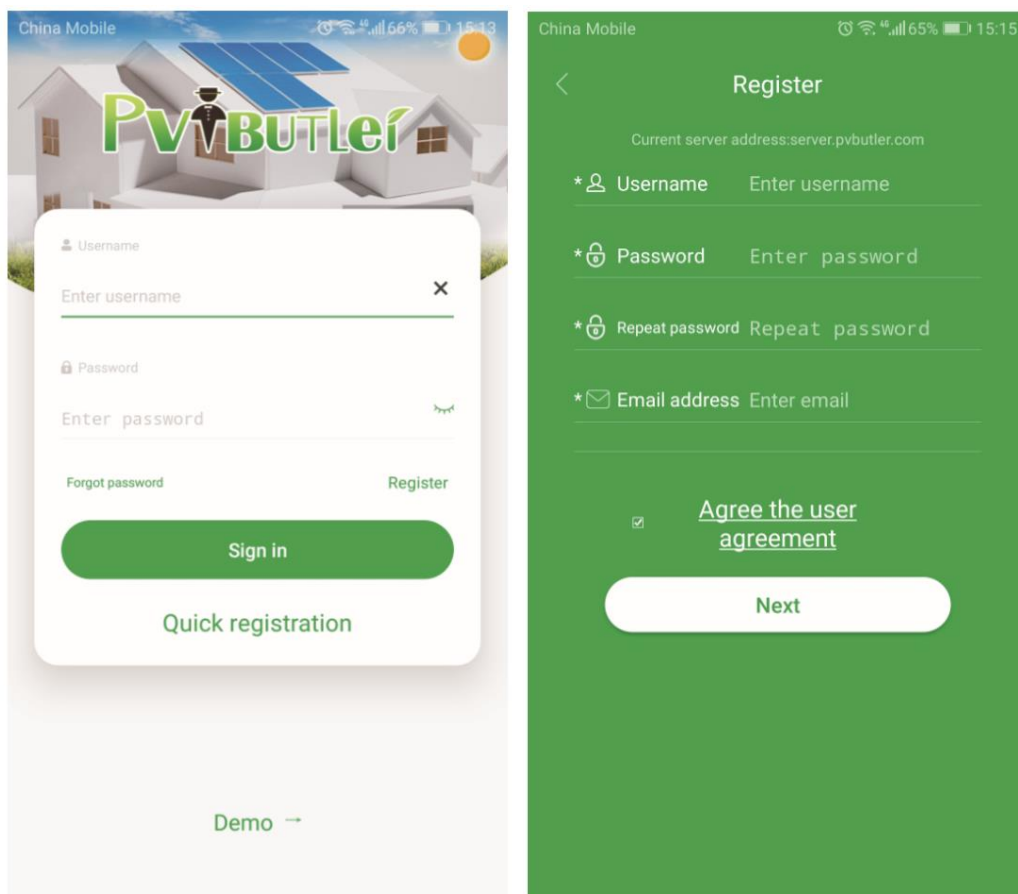 China Mobile
46 66% 15:13
PVBUTLER
Username
Enter username
Password
Enter password
Forgot password
Register
Sign in
Quick registration
Demo →
China Mobile
46 65% 15:15
Register
Current server address:server.pvbutler.com
* Username Enter username
* Password Enter password
* Repeat password Repeat password
* Email address Enter email
Agree the user
agreement
Next